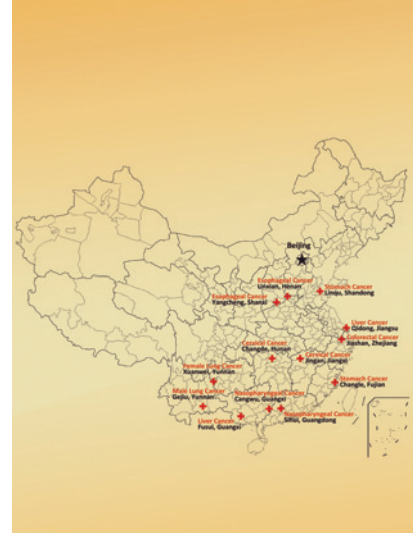 Beijing
Esophageal Cancer
Linxian, Henan
Stomach Cancer
Linqu, Shandong
Esophageal Cancer
Yangcheng, Shanxi
Liver Cancer
Qidong, Jiangsu
Colorectal Cancer
Jiashan, Zhejiang
Cervical Cancer
Changde, Hunan
Cervical Cancer
Jingan, Jiangxi
Female Lung Cancer
Xuanwei, Yunnan
Stomach Cancer
Changle, Fujian
Male Lung Cancer
Gejiu, Yunnan
Nasopharyngeal Cancer
Cangwu, Guangxi
Nasopharyngeal Cancer
Sihui, Guangdong
Liver Cancer
Fusui, Guangxi